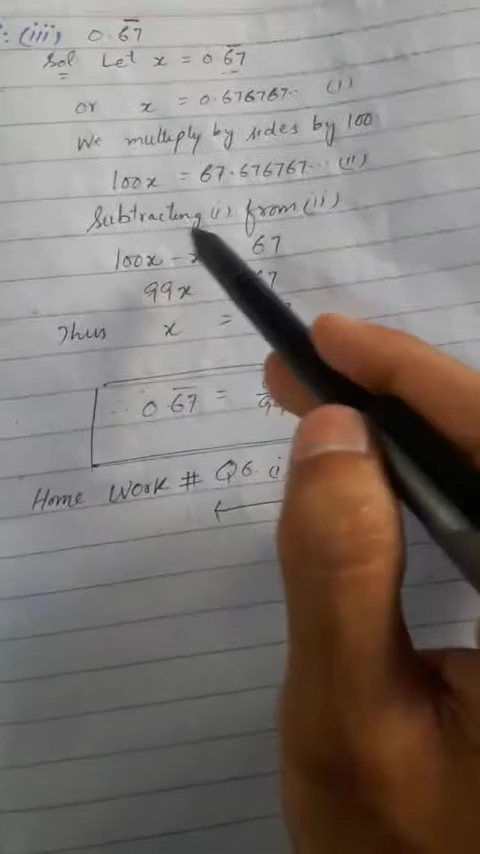 (iii) 0.6̅7̅
Sol Let x = 0.6̅7̅
or x = 0.676767... (i)
We multiply by sides by 100
100x = 67.676767... (ii)
Subtracting (i) from (ii)
100x - 67
99x 7
Thus x =
∴ 0.6̅7̅ =
Home Work # Q6. (i